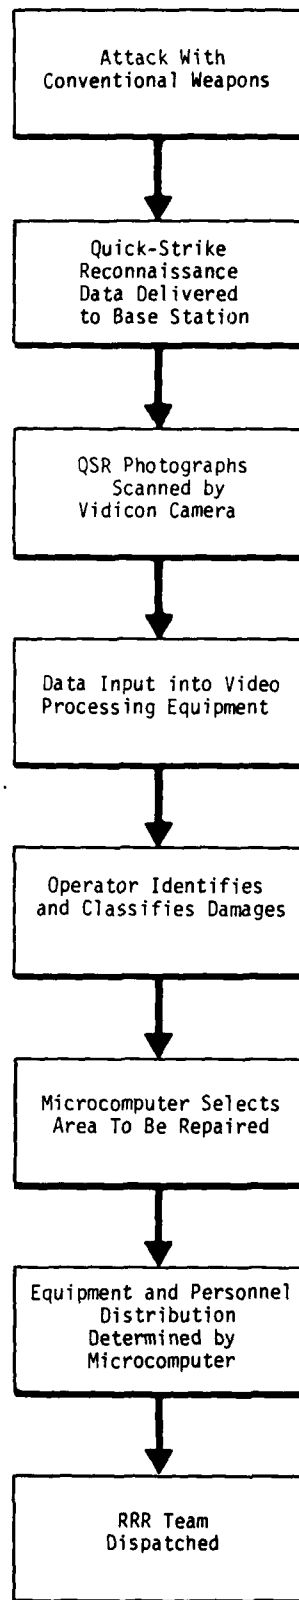 Attack With
Conventional Weapons
Quick-Strike
Reconnaissance
Data Delivered
to Base Station
QSR Photographs
Scanned by
Vidicon Camera
Data Input into Video
Processing Equipment
Operator Identifies
and Classifies Damages
Microcomputer Selects
Area To Be Repaired
Equipment and Personnel
Distribution
Determined by
Microcomputer
RRR Team
Dispatched